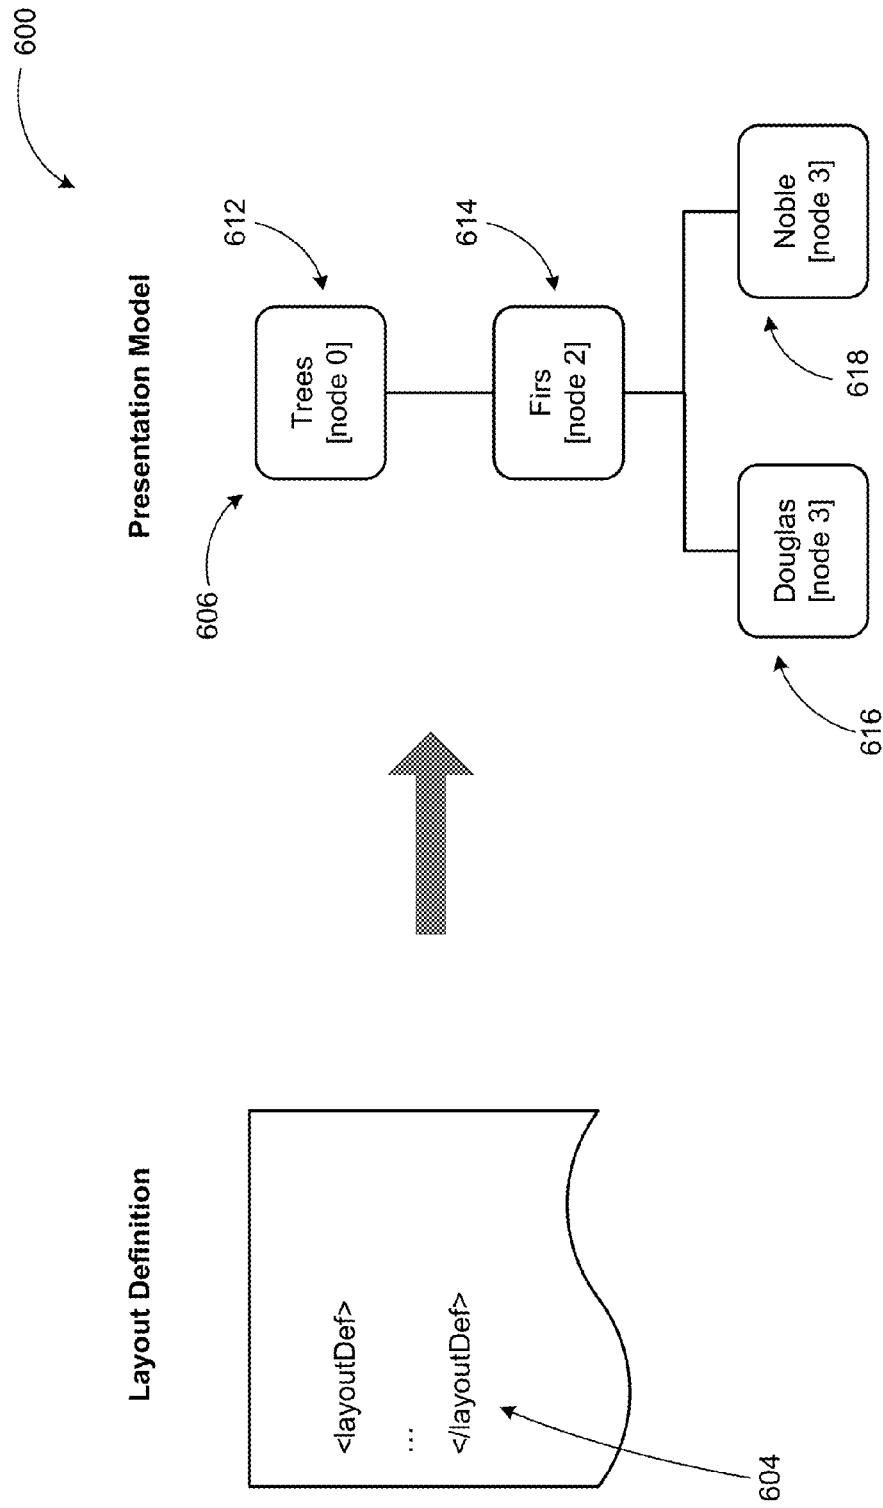 600
Layout Definition
Presentation Model
<layoutDef>
…
</layoutDef>
604
606
Trees
[node 0]
612
Firs
[node 2]
614
Douglas
[node 3]
616
Noble
[node 3]
618